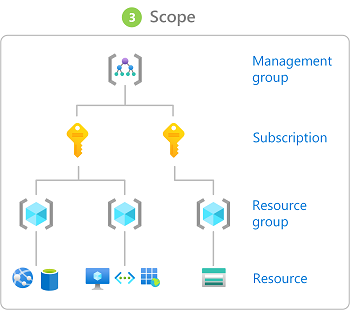 3 Scope
Management
group
Subscription
Resource
group
Resource